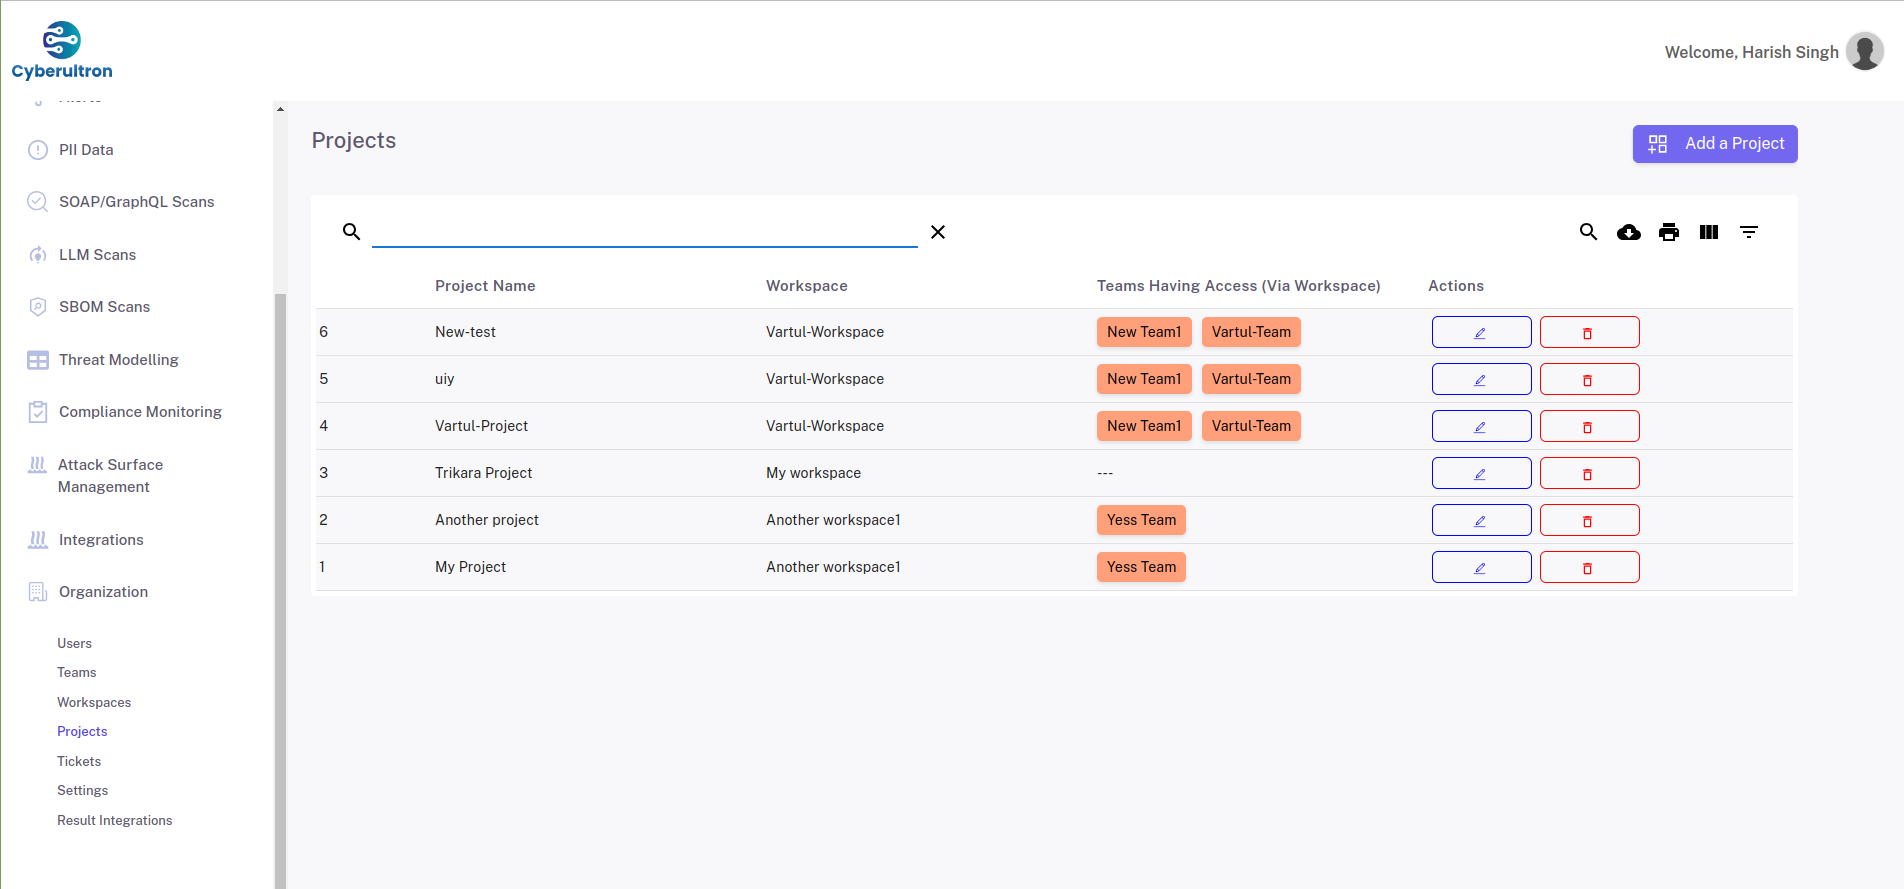 Cyberultron
Welcome, Harish Singh
PII Data
SOAP/GraphQL Scans
LLM Scans
SBOM Scans
Threat Modelling
Compliance Monitoring
Attack Surface
Management
Integrations
Organization
Users
Teams
Workspaces
Projects
Tickets
Settings
Result Integrations
Projects
Add a Project
Project Name Workspace Teams Having Access (Via Workspace) Actions
6 New-test Vartul-Workspace New Team1 Vartul-Team
5 uiy Vartul-Workspace New Team1 Vartul-Team
4 Vartul-Project Vartul-Workspace New Team1 Vartul-Team
3 Trikara Project My workspace ---
2 Another project Another workspace1 Yess Team
1 My Project Another workspace1 Yess Team